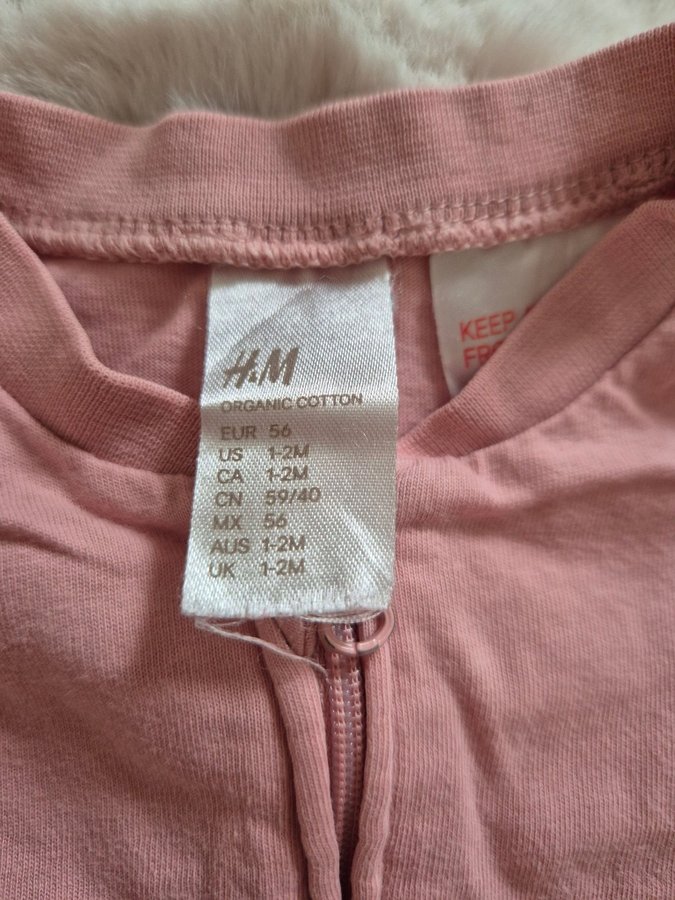 H&M
ORGANIC COTTON
EUR 56
US 1-2M
CA 1-2M
CN 59/40
MX 56
AUS 1-2M
UK 1-2M
KEEP